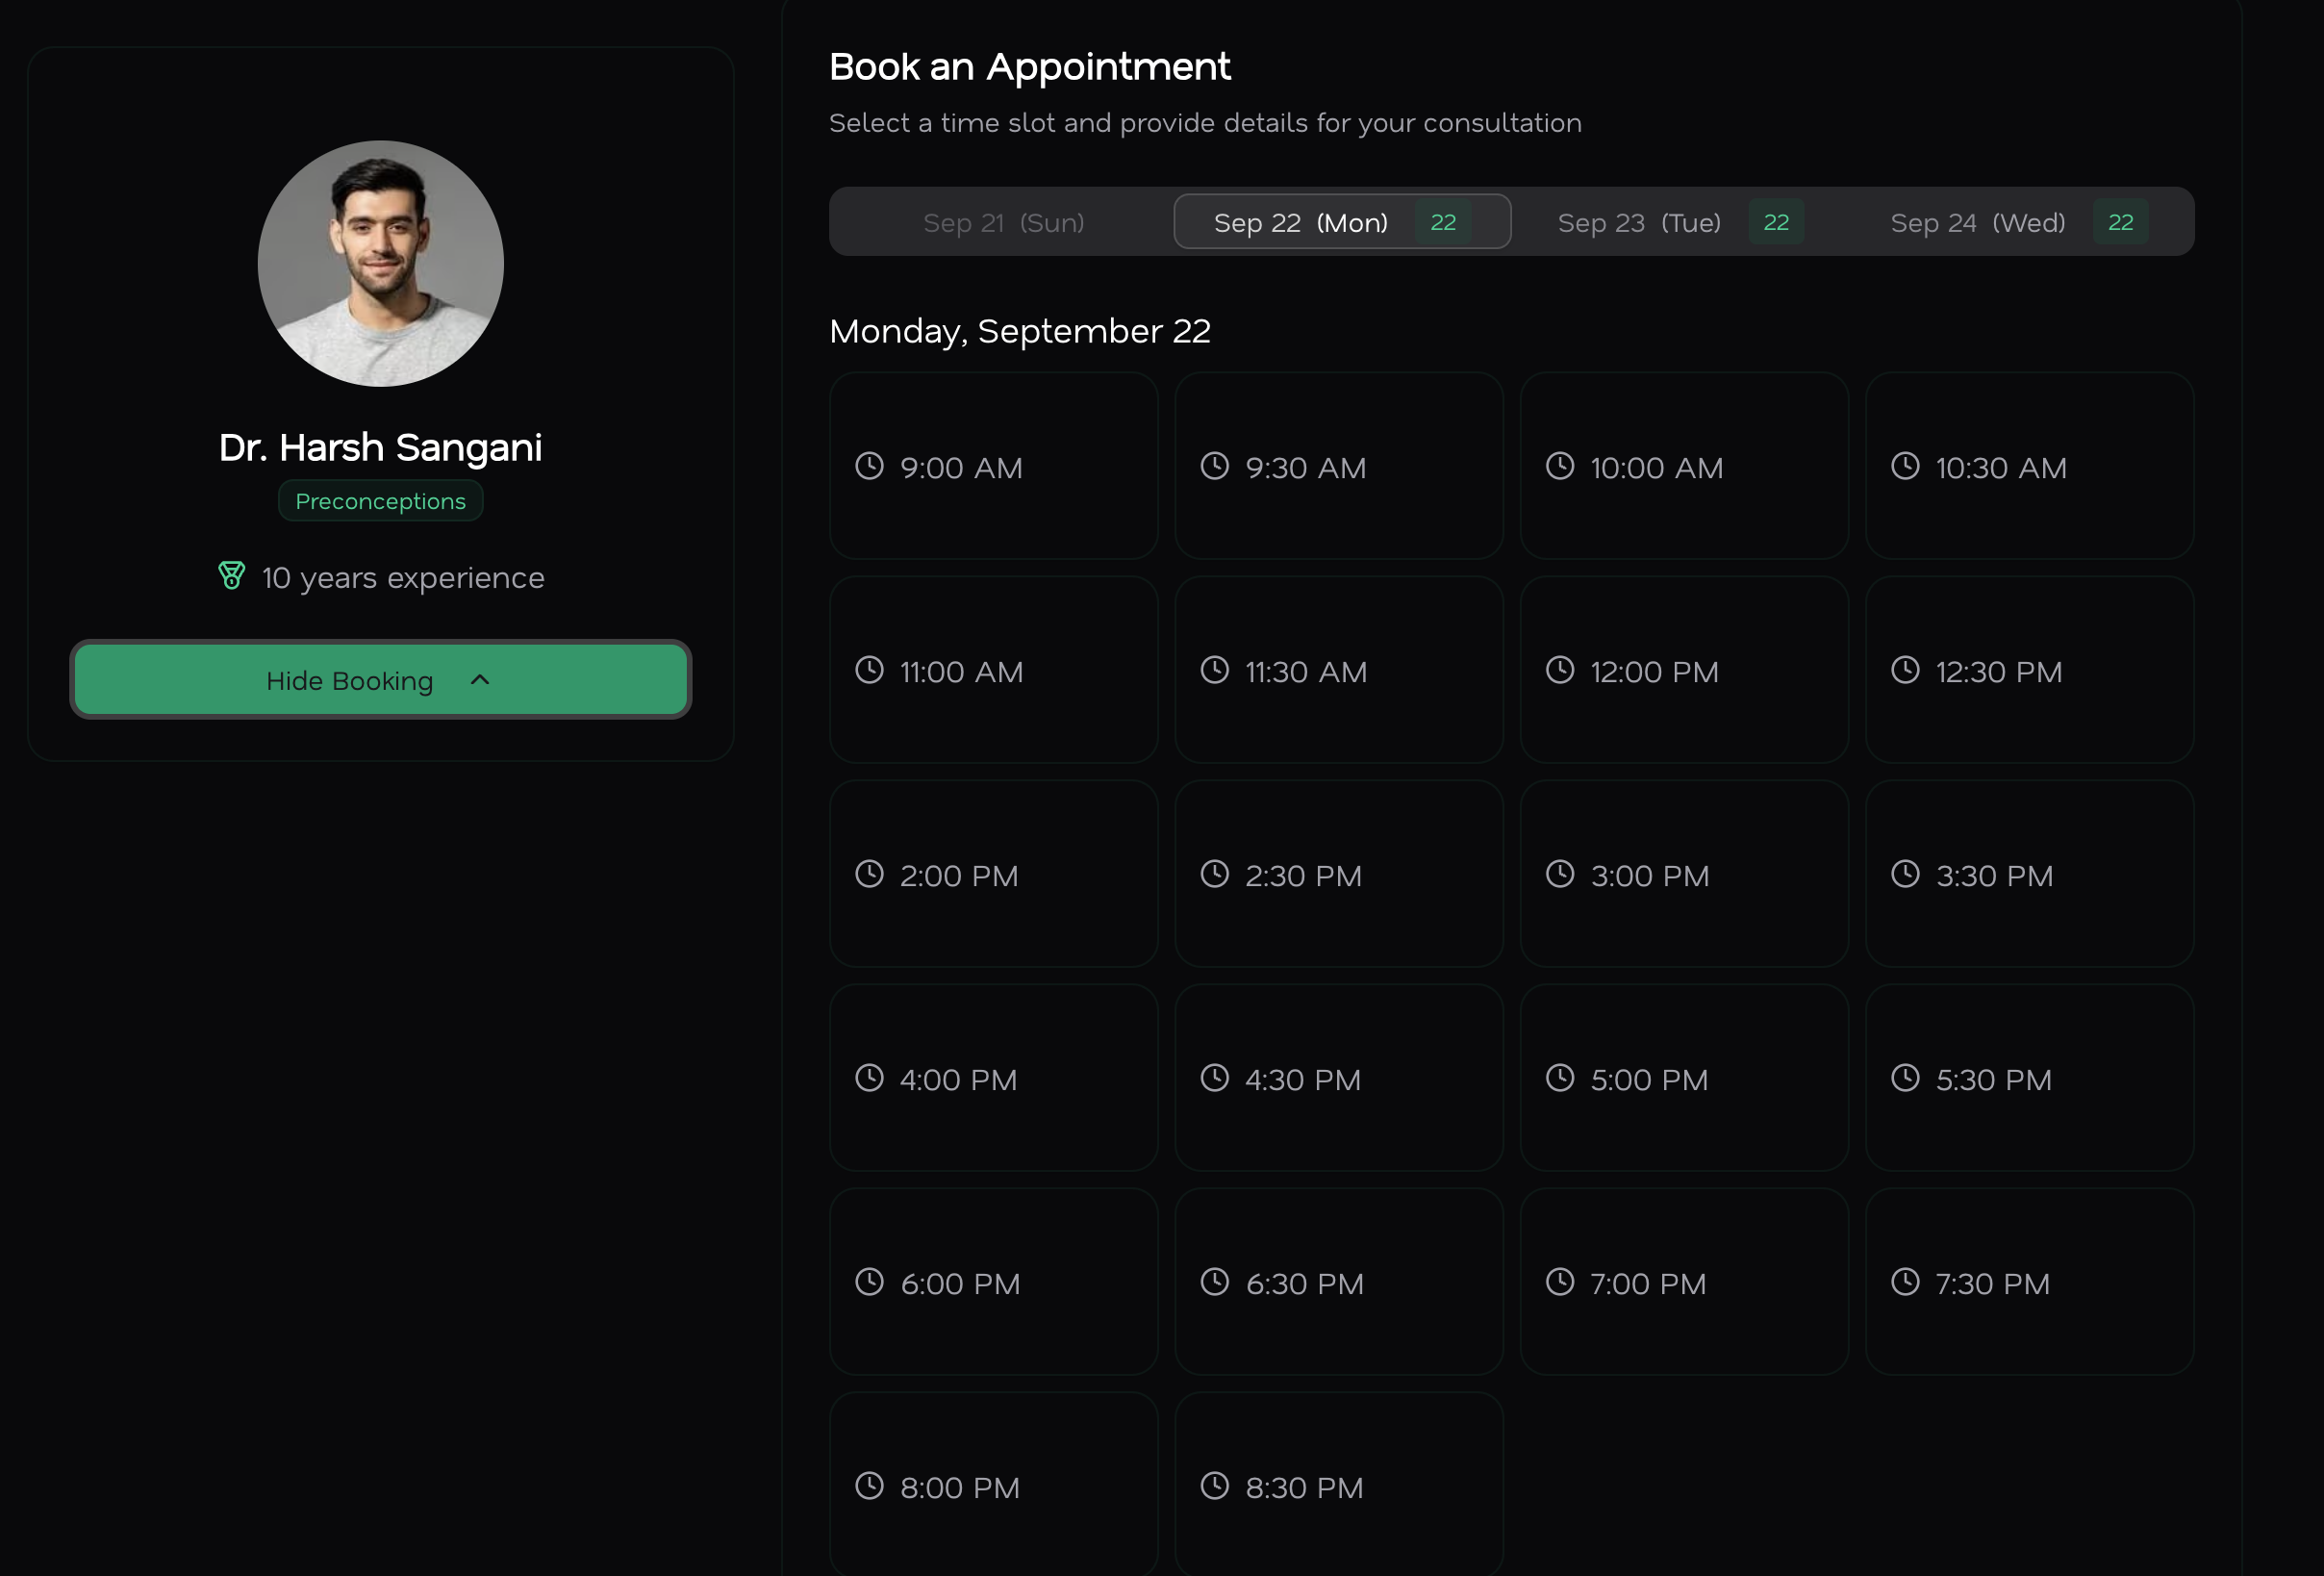 Dr. Harsh Sangani
Preconceptions
10 years experience
Hide Booking
Book an Appointment
Select a time slot and provide details for your consultation
Sep 21 (Sun) Sep 22 (Mon) 22 Sep 23 (Tue) 22 Sep 24 (Wed) 22
Monday, September 22
9:00 AM 9:30 AM 10:00 AM 10:30 AM
11:00 AM 11:30 AM 12:00 PM 12:30 PM
2:00 PM 2:30 PM 3:00 PM 3:30 PM
4:00 PM 4:30 PM 5:00 PM 5:30 PM
6:00 PM 6:30 PM 7:00 PM 7:30 PM
8:00 PM 8:30 PM